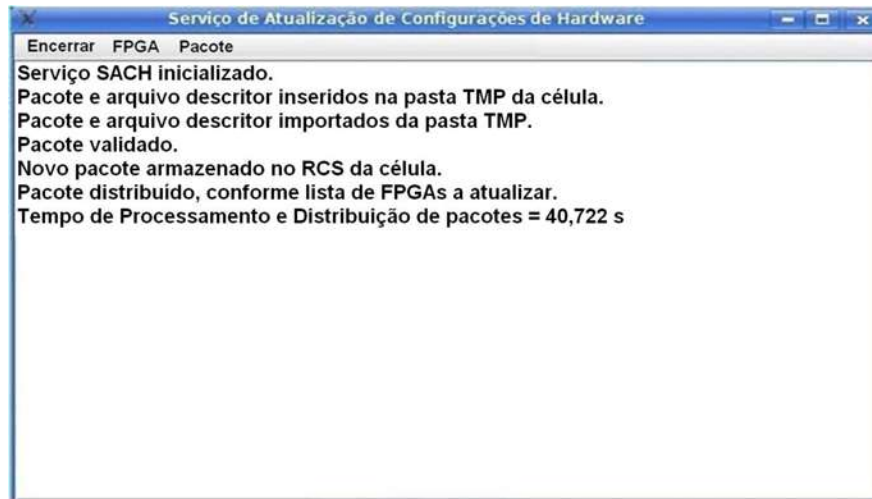 Serviço de Atualização de Configurações de Hardware
Encerrar FPGA Pacote
Serviço SACH inicializado.
Pacote e arquivo descritor inseridos na pasta TMP da célula.
Pacote e arquivo descritor importados da pasta TMP.
Pacote validado.
Novo pacote armazenado no RCS da célula.
Pacote distribuído, conforme lista de FPGAs a atualizar.
Tempo de Processamento e Distribuição de pacotes = 40,722 s